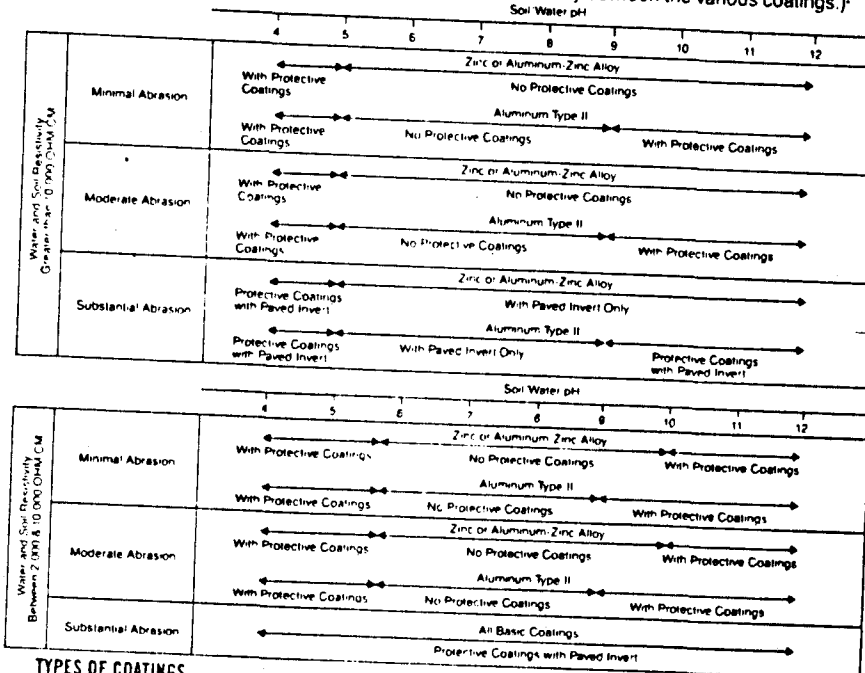 between the various coatings.)²
Soil Water pH
4 5 6 7 8 9 10 11 12
Water and Soil Resistivity
Greater than 10,000 OHM CM
Minimal Abrasion
Zinc or Aluminum-Zinc Alloy
With Protective
Coatings
No Protective Coatings
Aluminum Type II
With Protective
Coatings
No Protective Coatings
With Protective Coatings
Moderate Abrasion
Zinc or Aluminum-Zinc Alloy
With Protective
Coatings
No Protective Coatings
Aluminum Type II
With Protective
Coatings
No Protective Coatings
With Protective Coatings
Substantial Abrasion
Zinc or Aluminum-Zinc Alloy
Protective Coatings
with Paved Invert
With Paved Invert Only
Aluminum Type II
Protective Coatings
with Paved Invert
With Paved Invert Only
Protective Coatings
with Paved Invert
Soil Water pH
4 5 6 7 8 9 10 11 12
Water and Soil Resistivity
Between 2,000 & 10,000 OHM CM
Minimal Abrasion
Zinc or Aluminum Zinc Alloy
With Protective Coatings
No Protective Coatings
With Protective Coatings
Aluminum Type II
With Protective Coatings
No Protective Coatings
With Protective Coatings
Moderate Abrasion
Zinc or Aluminum-Zinc Alloy
With Protective Coatings
No Protective Coatings
With Protective Coatings
Aluminum Type II
With Protective Coatings
No Protective Coatings
With Protective Coatings
Substantial Abrasion
All Basic Coatings
Protective Coatings with Paved Invert
TYPES OF COATINGS